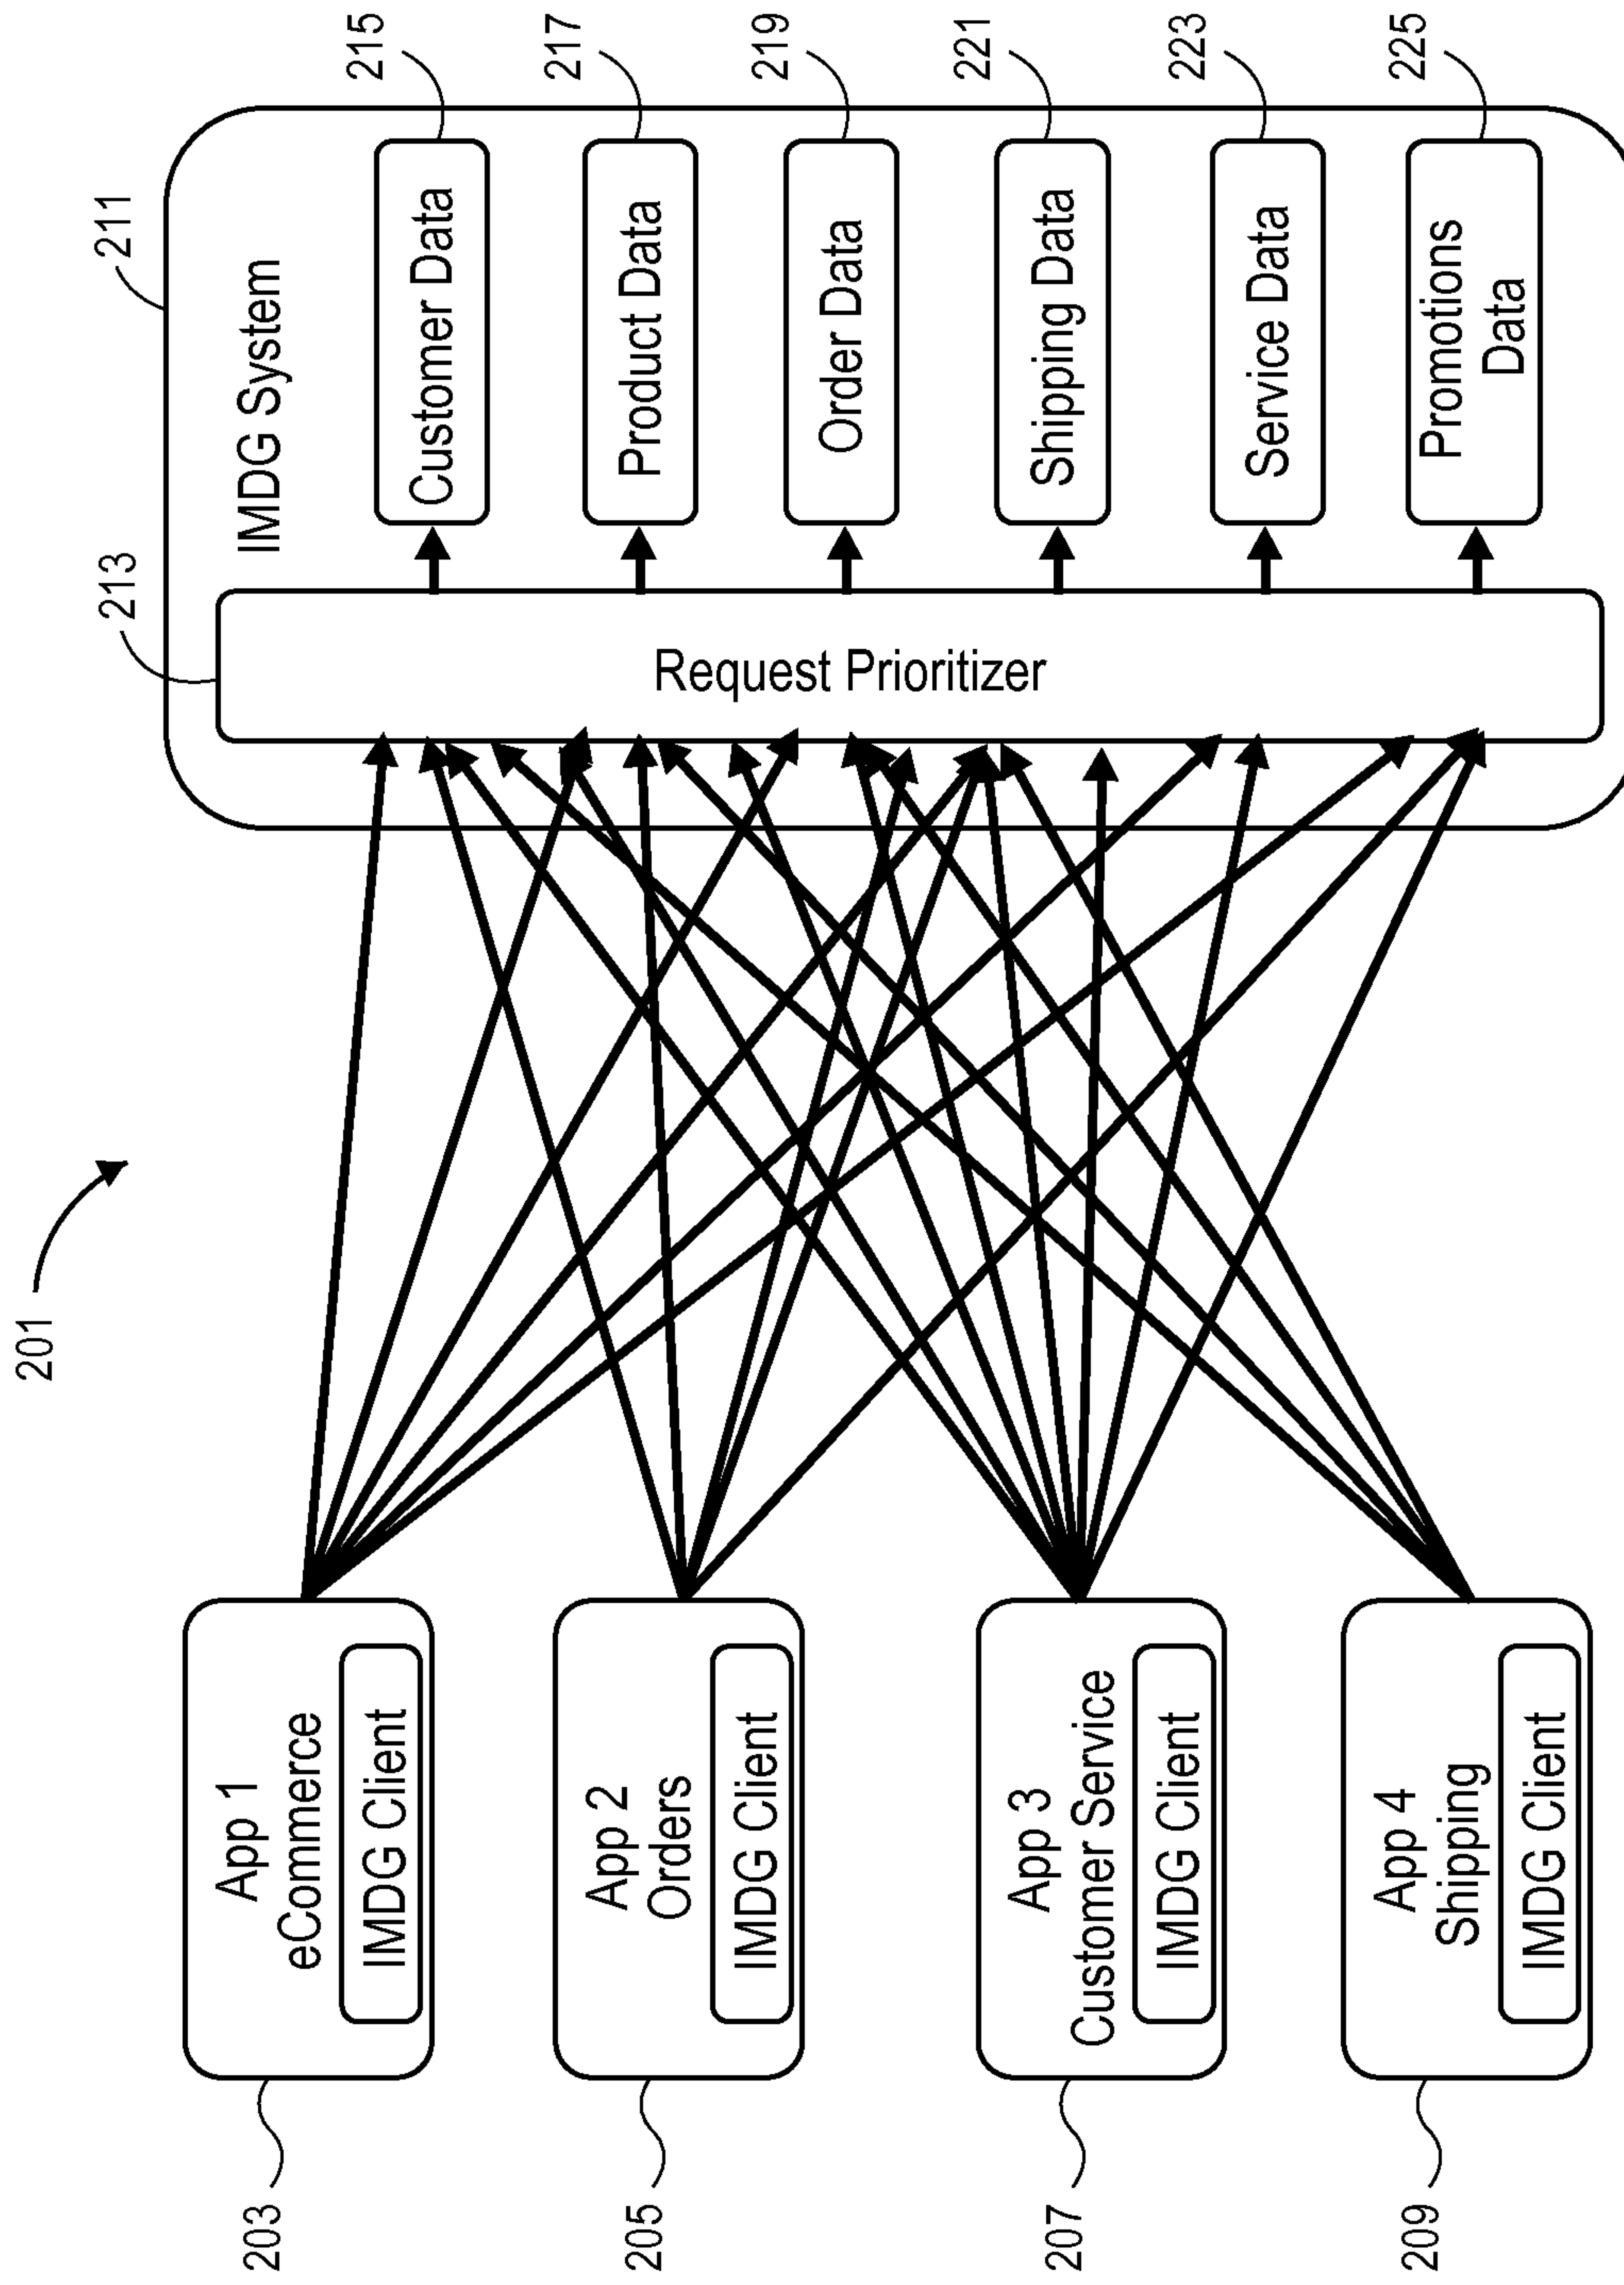 201
203
App 1
eCommerce
IMDG Client
205
App 2
Orders
IMDG Client
207
App 3
Customer Service
IMDG Client
209
App 4
Shipping
IMDG Client
211
IMDG System
213
Request Prioritizer
Customer Data
215
Product Data
217
Order Data
219
Shipping Data
221
Service Data
223
Promotions
Data
225